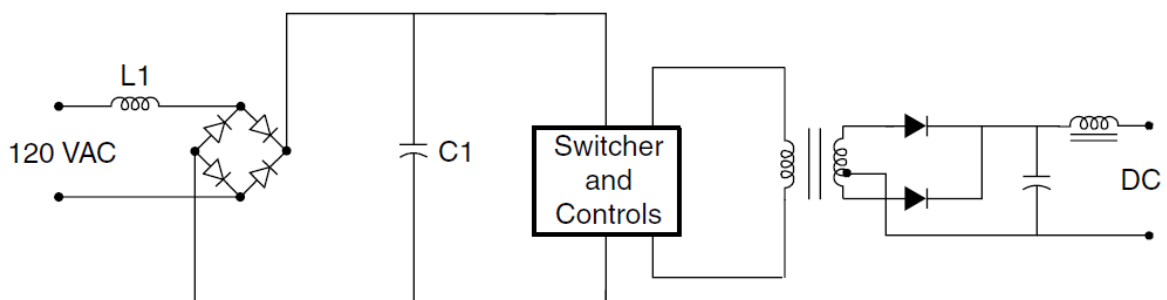 L1
120 VAC
C1
Switcher
and
Controls
DC